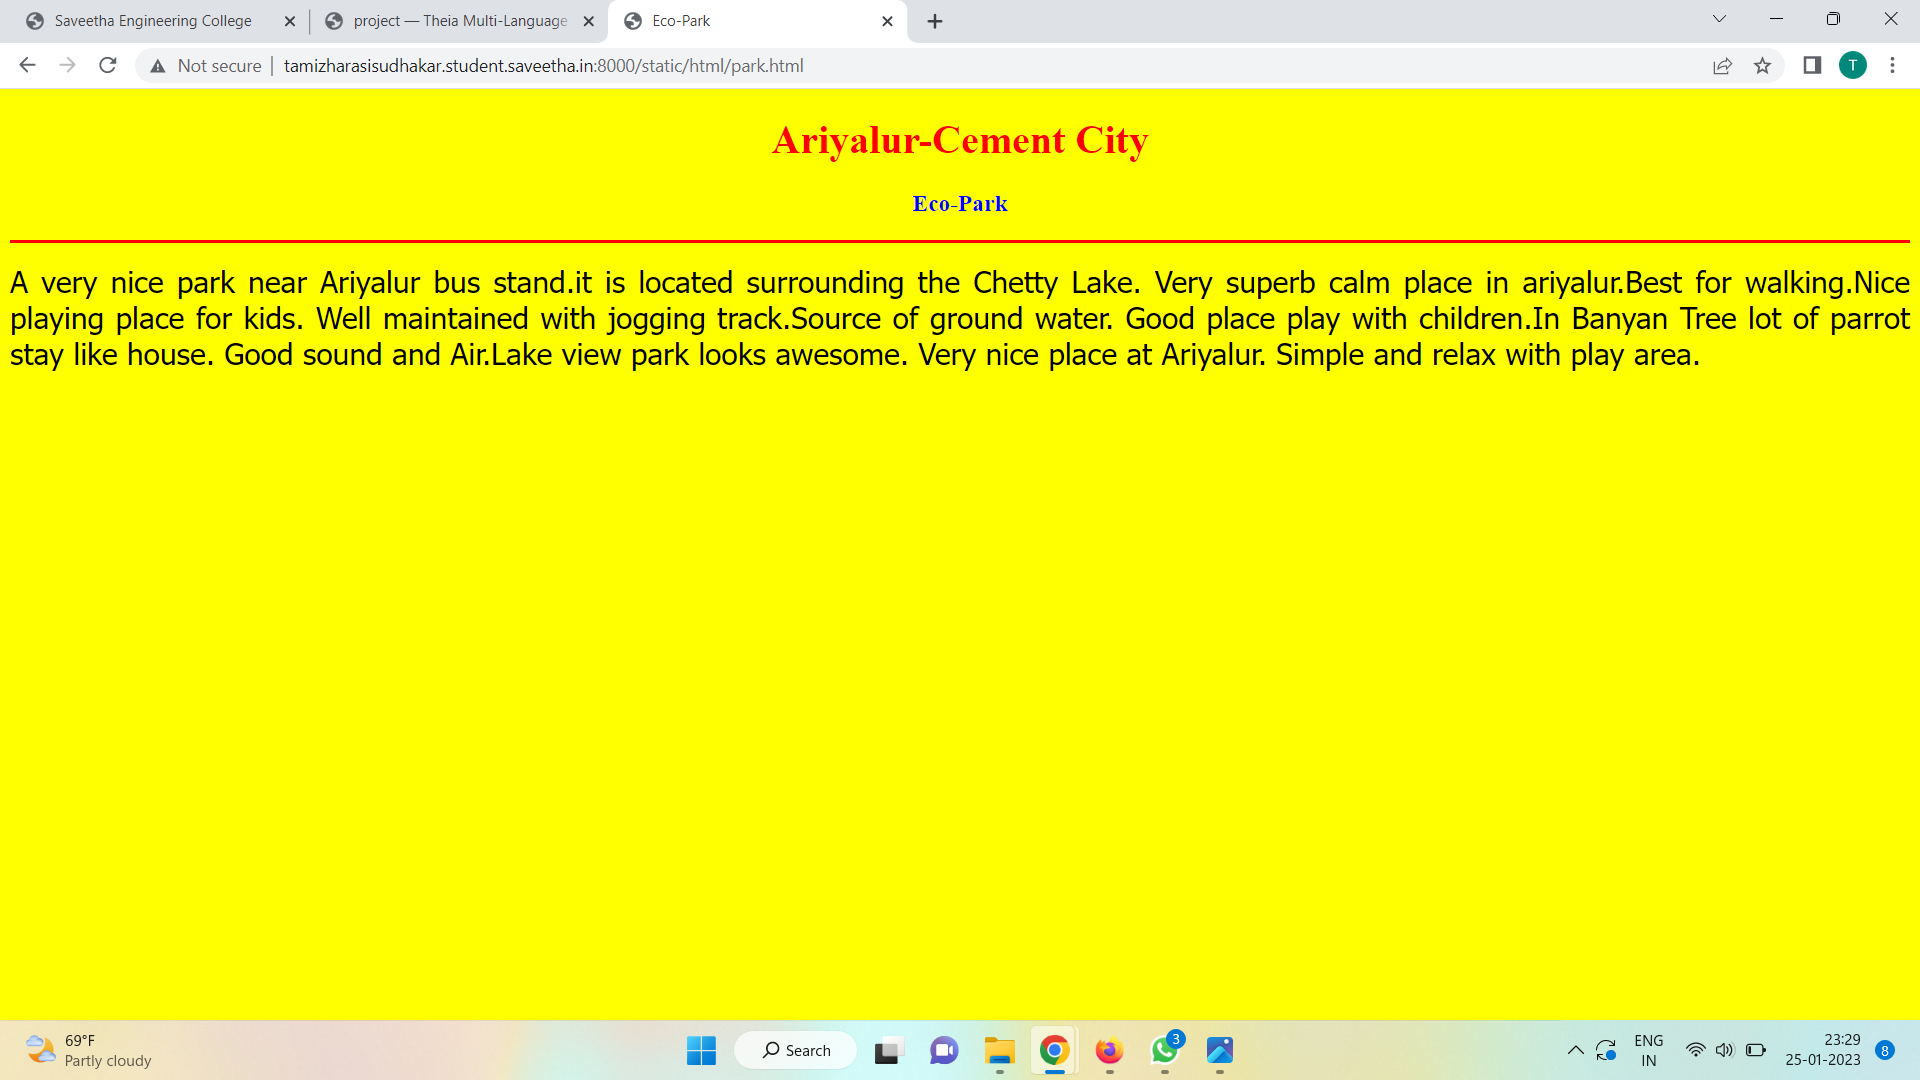 Saveetha Engineering College
project — Theia Multi-Language
Eco-Park
Not secure
tamizharasisudhakar.student.saveetha.in:8000/static/html/park.html
T
Ariyalur-Cement City
Eco-Park
A very nice park near Ariyalur bus stand.it is located surrounding the Chetty Lake. Very superb calm place in ariyalur.Best for walking.Nice
playing place for kids. Well maintained with jogging track.Source of ground water. Good place play with children.In Banyan Tree lot of parrot
stay like house. Good sound and Air.Lake view park looks awesome. Very nice place at Ariyalur. Simple and relax with play area.
69°F
Partly cloudy
Search
3
ENG
IN
23:29
25-01-2023
8